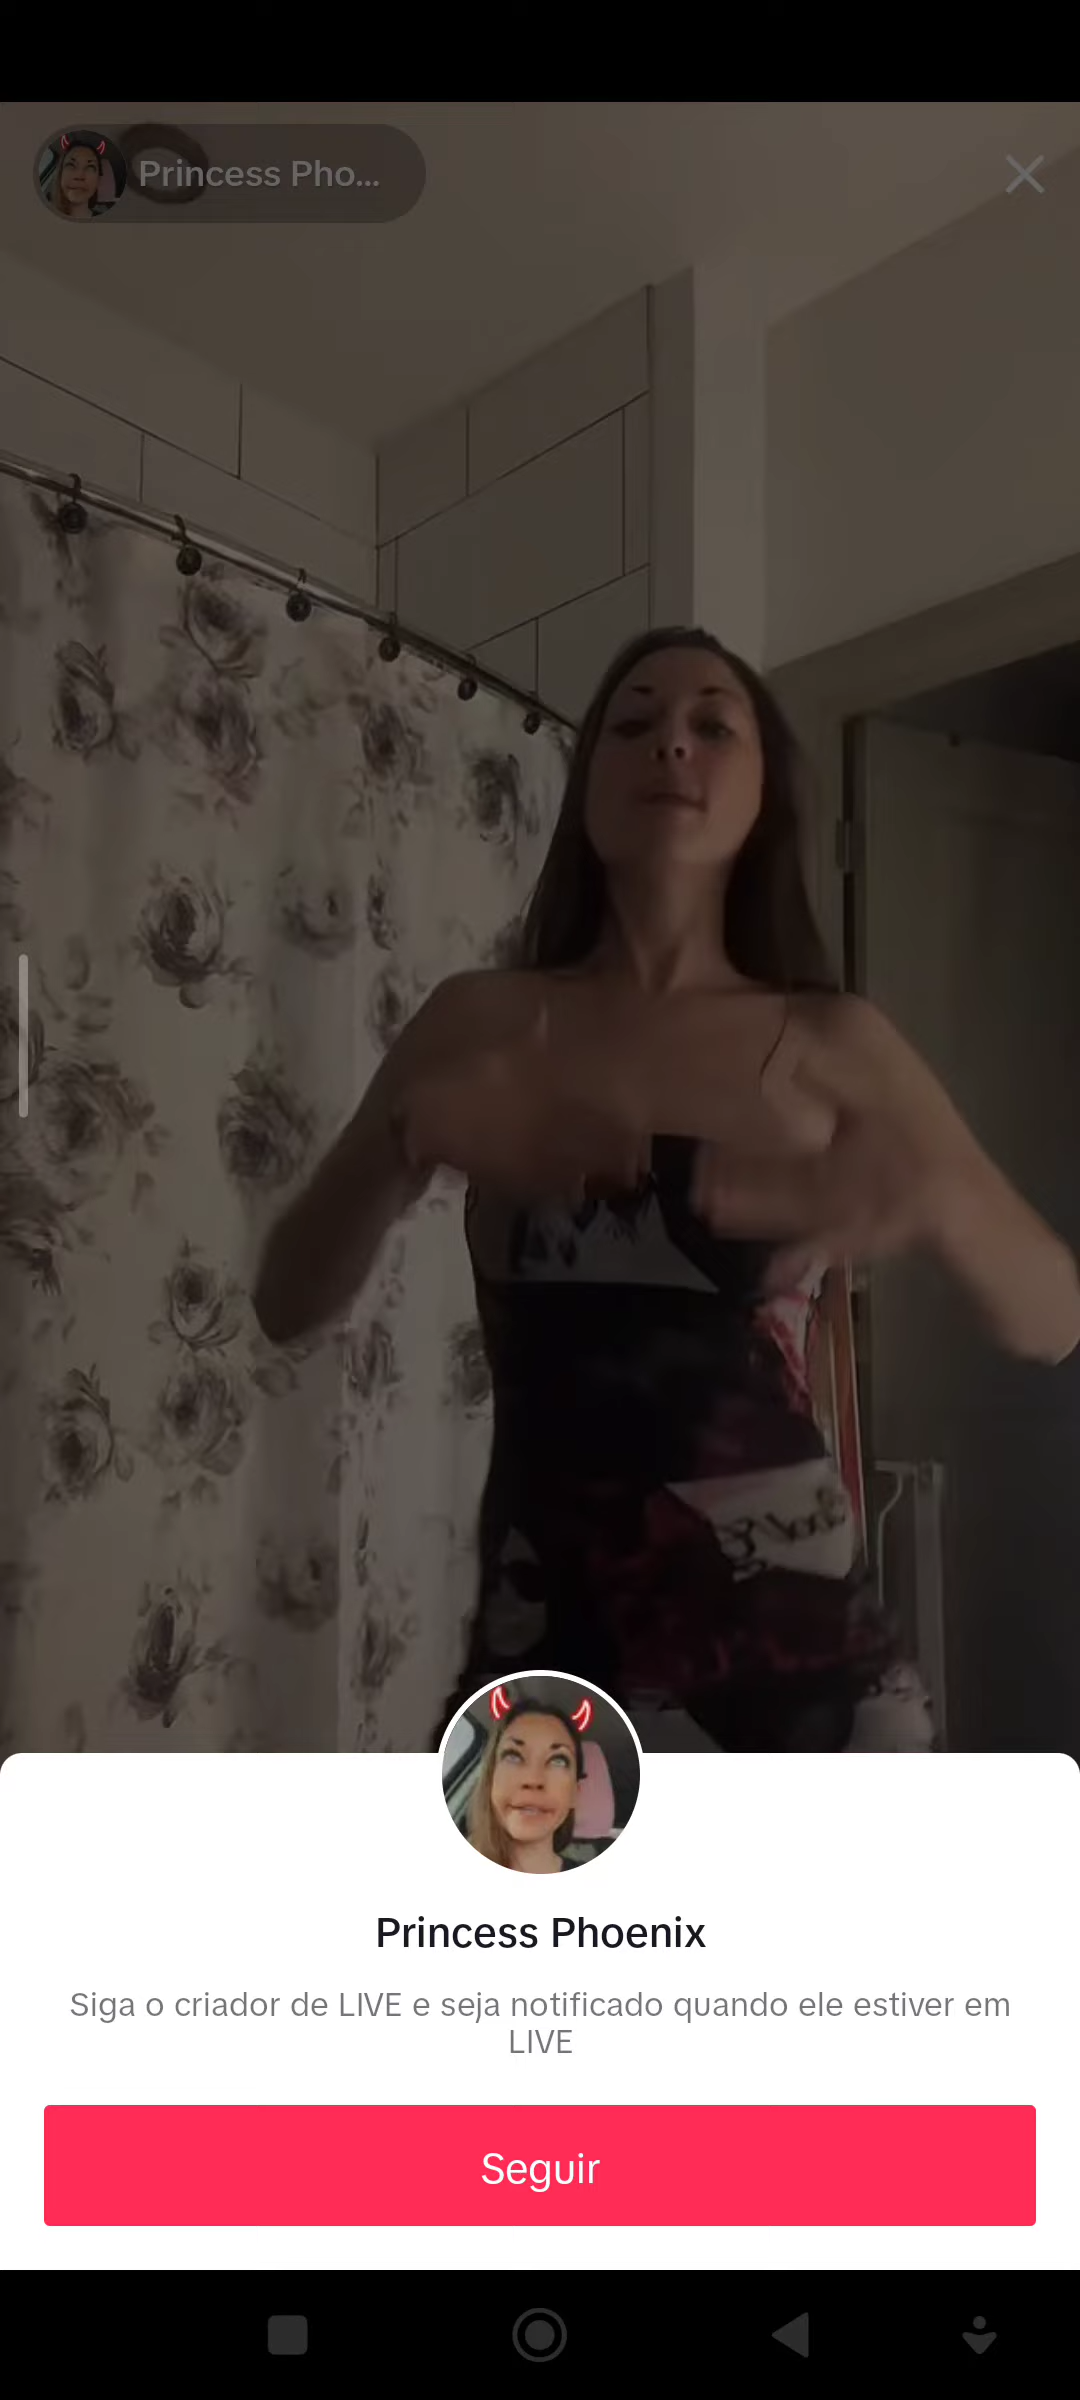 Princess Pho...
Princess Phoenix
Siga o criador de LIVE e seja notificado quando ele estiver em
LIVE
Seguir